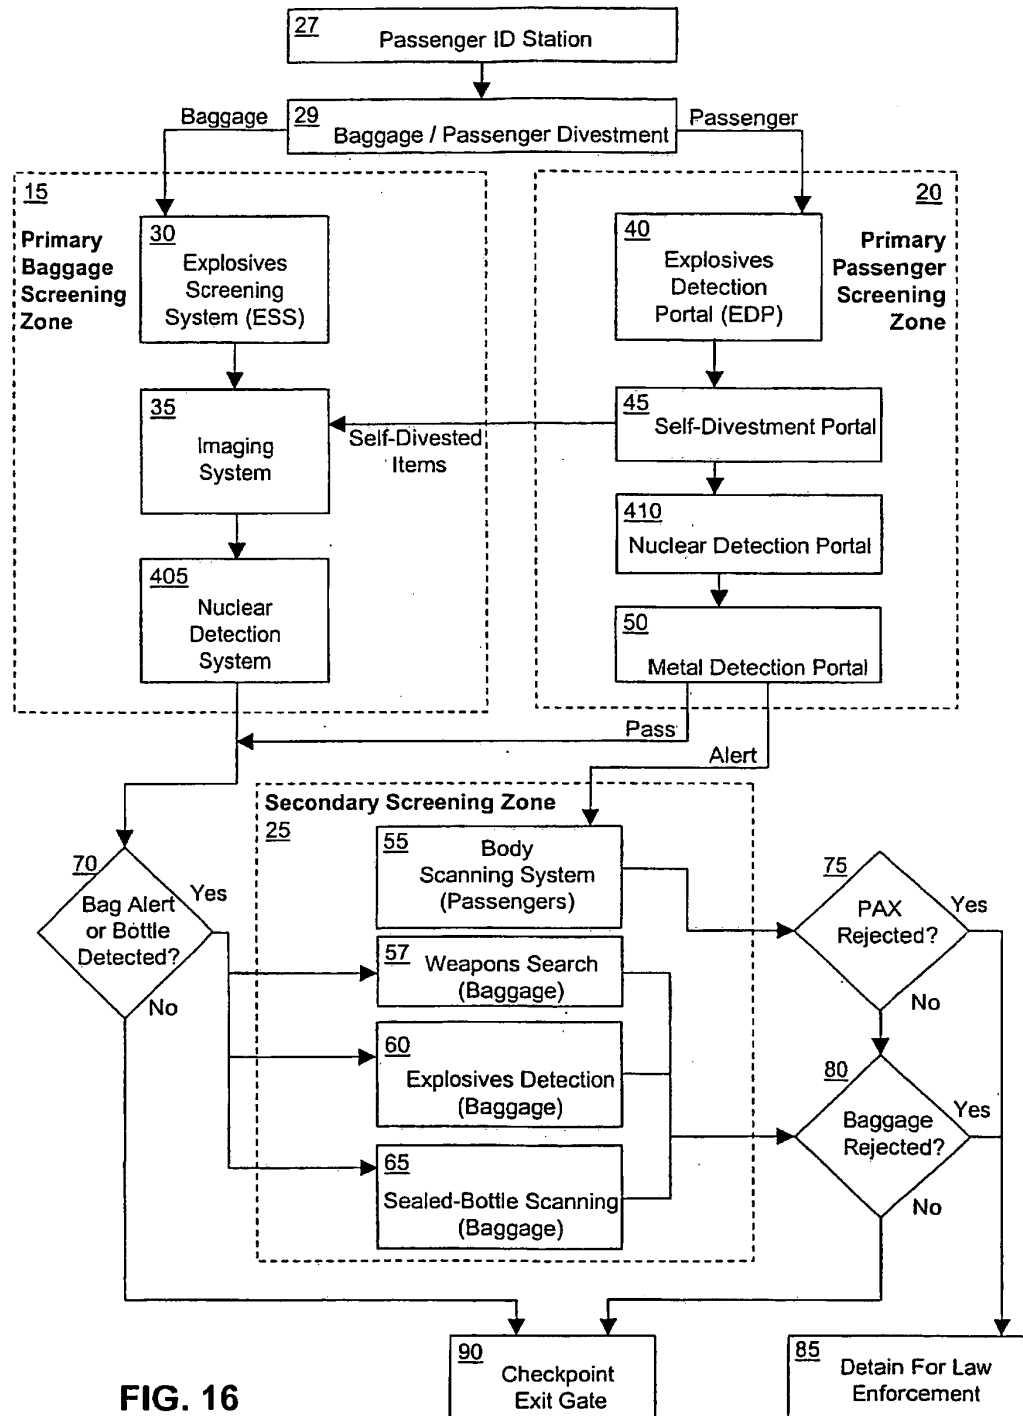 27
Passenger ID Station
29
Baggage / Passenger Divestment
Baggage
Passenger
15
Primary
Baggage
Screening
Zone
30
Explosives
Screening
System (ESS)
35
Imaging
System
405
Nuclear
Detection
System
20
Primary
Passenger
Screening
Zone
40
Explosives
Detection
Portal (EDP)
45
Self-Divestment Portal
Self-Divested
Items
410
Nuclear Detection Portal
50
Metal Detection Portal
Pass
Alert
Secondary Screening Zone
25
55
Body
Scanning System
(Passengers)
57
Weapons Search
(Baggage)
60
Explosives Detection
(Baggage)
65
Sealed-Bottle Scanning
(Baggage)
70
Bag Alert
or Bottle
Detected?
Yes
No
75
PAX
Rejected?
Yes
No
80
Baggage
Rejected?
Yes
No
90
Checkpoint
Exit Gate
85
Detain For Law
Enforcement
FIG. 16